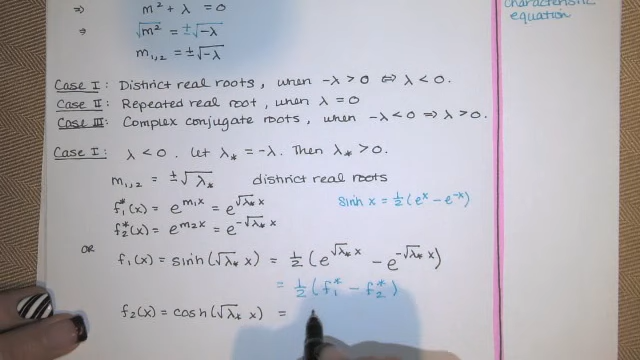 ⇒ m² + λ = 0
⇒ √m² = ±√-λ
m₁,₂ = ±√-λ
characteristic
equation
Case I: Distrinct real roots, when -λ > 0 ⇔ λ < 0.
Case II: Repeated real root, when λ = 0
Case III: Complex conjugate roots, when -λ < 0 ⇒ λ > 0.
Case I: λ < 0. Let λ* = -λ. Then λ* > 0.
m₁,₂ = ±√λ* distrinct real roots
f₁*(x) = e^(m₁x) = e^(√λ* x) sinh x = ½(eˣ - e⁻ˣ)
f₂*(x) = e^(m₂x) = e^(-√λ* x)
OR
f₁(x) = sinh(√λ* x) = ½(e^(√λ* x) - e^(-√λ* x))
= ½(f₁* - f₂*)
f₂(x) = cosh(√λ* x) =